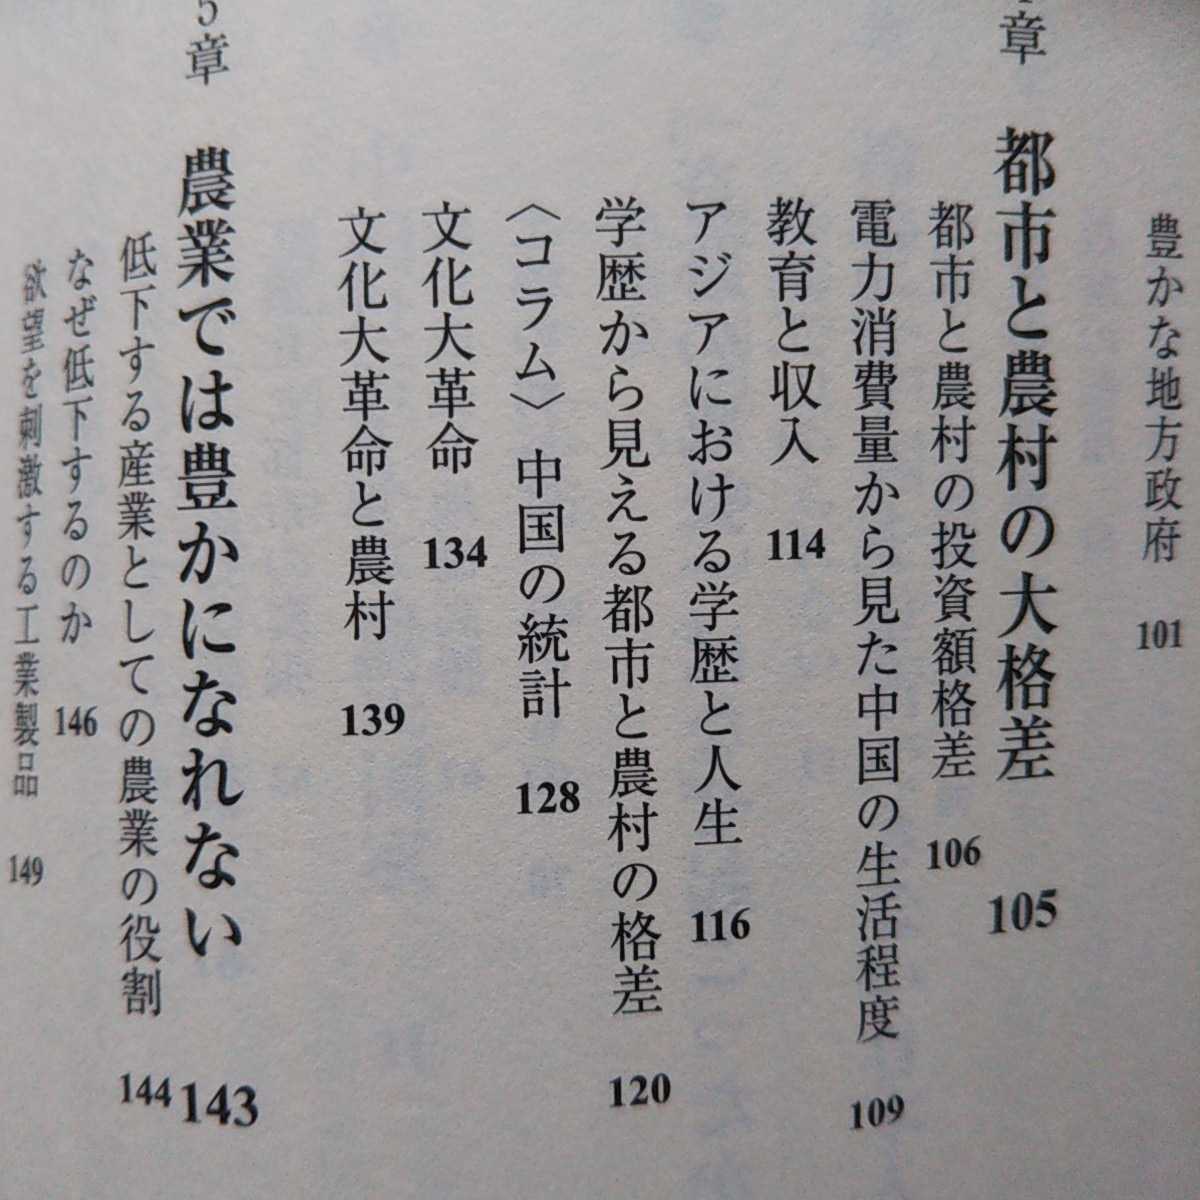 豊かな地方政府 101
章 都市と農村の大格差 105
都市と農村の投資額格差 106
電力消費量から見た中国の生活程度 109
教育と収入 114
アジアにおける学歴と人生 116
学歴から見える都市と農村の格差 120
〈コラム〉中国の統計 128
文化大革命 134
文化大革命と農村 139
5章 農業では豊かになれない 143
低下する産業としての農業の役割 144
なぜ低下するのか 146
欲望を刺激する工業製品 149